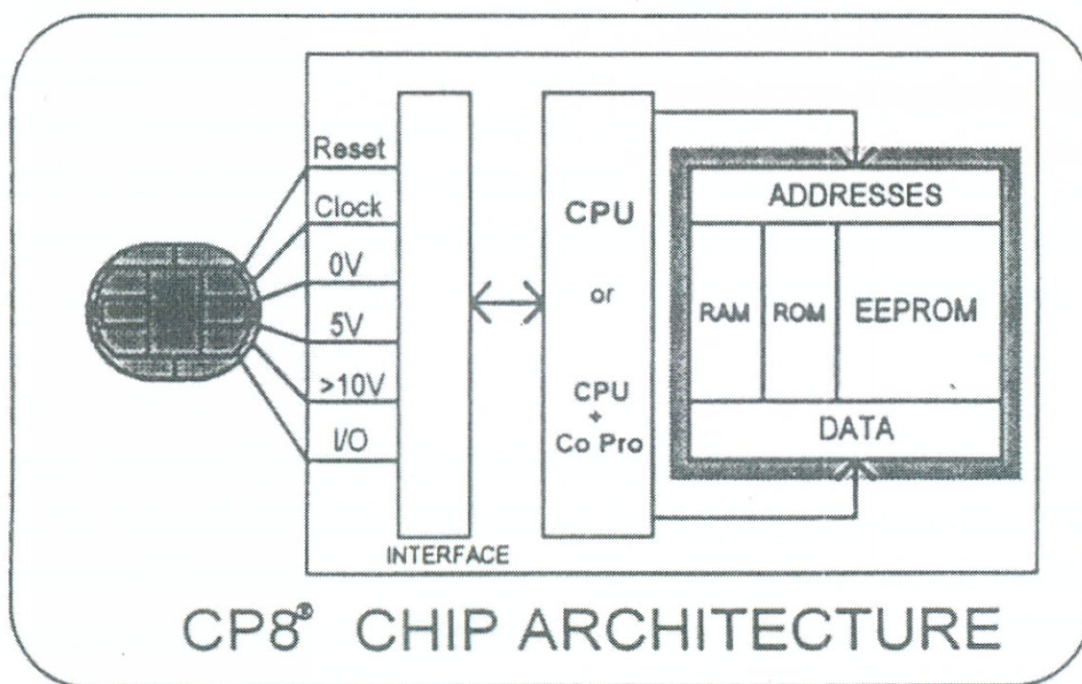 Reset
Clock
0V
5V
>10V
I/O
INTERFACE
CPU
or
CPU
+
Co Pro
ADDRESSES
RAM ROM EEPROM
DATA
CP8® CHIP ARCHITECTURE